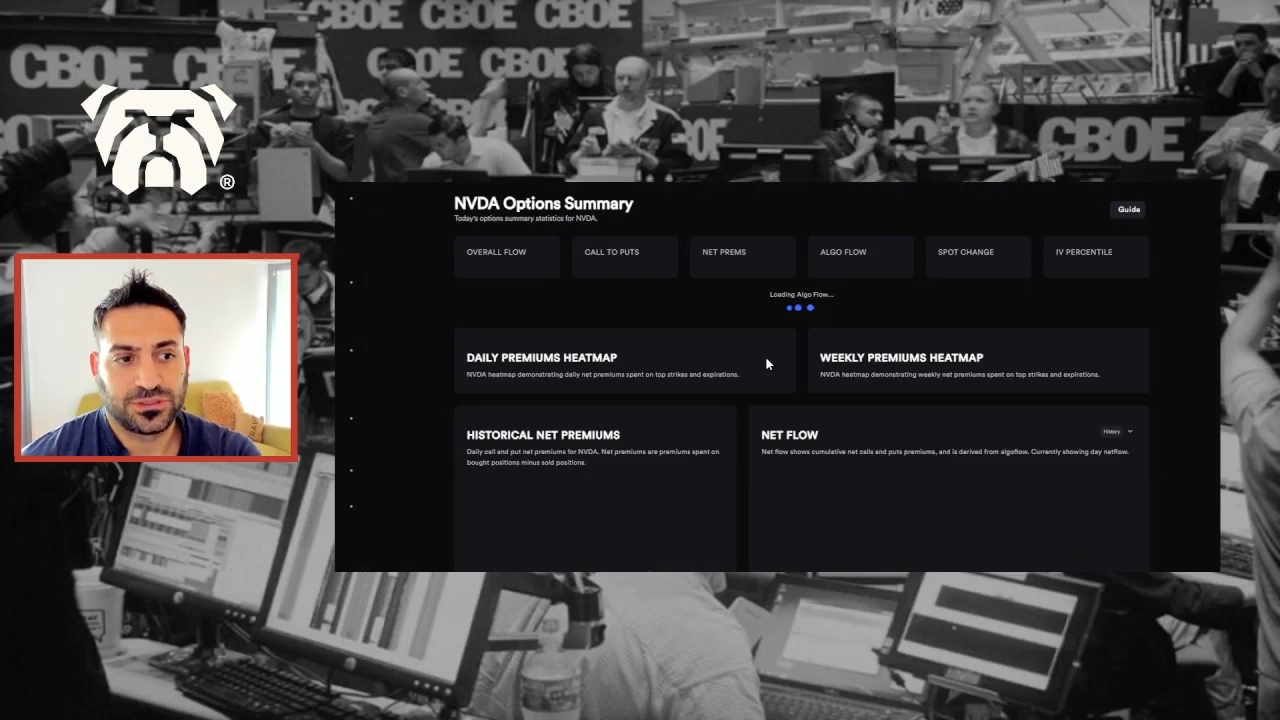 CBOE CBOE CBOE
CBOE
CBOE CBOE
CBOE
®
NVDA Options Summary
Today's options summary statistics for NVDA.
Guide
OVERALL FLOW
CALL TO PUTS
NET PREMS
ALGO FLOW
SPOT CHANGE
IV PERCENTILE
Loading Algo Flow...
DAILY PREMIUMS HEATMAP
NVDA heatmap demonstrating daily net premiums spent on top strikes and expirations.
WEEKLY PREMIUMS HEATMAP
NVDA heatmap demonstrating weekly net premiums spent on top strikes and expirations.
HISTORICAL NET PREMIUMS
Daily call and put net premiums for NVDA. Net premiums are premiums spent on
bought positions minus sold positions.
NET FLOW
History
Net flow shows cumulative net calls and puts premiums, and is derived from algoflow. Currently showing day netflow.